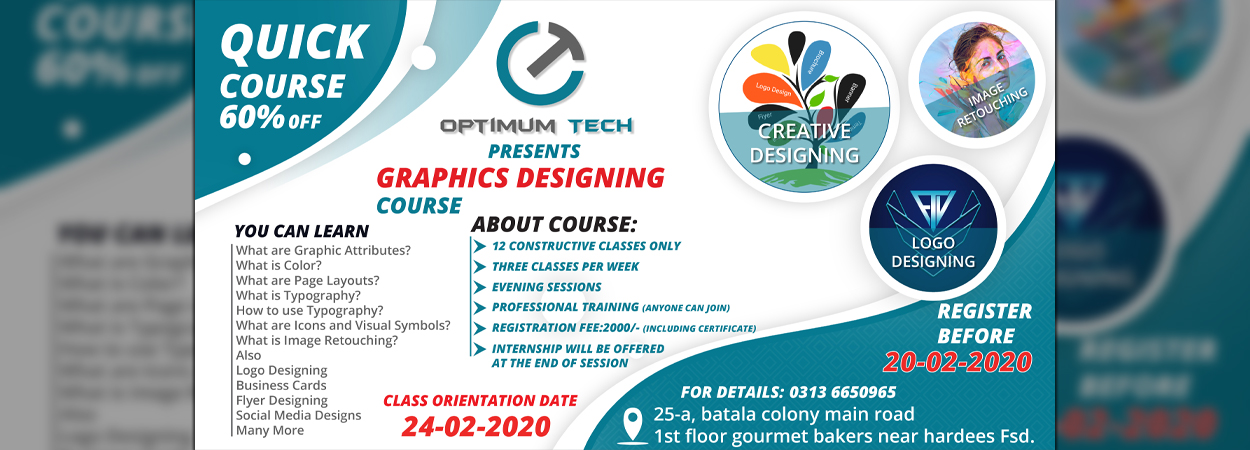 QUICK
COURSE
60% OFF
OPTIMUM TECH
PRESENTS
GRAPHICS DESIGNING
COURSE
YOU CAN LEARN
What are Graphic Attributes?
What is Color?
What are Page Layouts?
What is Typography?
How to use Typography?
What are Icons and Visual Symbols?
What is Image Retouching?
Also
Logo Designing
Business Cards
Flyer Designing
Social Media Designs
Many More
ABOUT COURSE:
12 CONSTRUCTIVE CLASSES ONLY
THREE CLASSES PER WEEK
EVENING SESSIONS
PROFESSIONAL TRAINING (ANYONE CAN JOIN)
REGISTRATION FEE:2000/- (INCLUDING CERTIFICATE)
INTERNSHIP WILL BE OFFERED
AT THE END OF SESSION
CLASS ORIENTATION DATE
24-02-2020
Brochure
Logo Design
Banner
Flyer
CREATIVE
DESIGNING
IMAGE
RETOUCHING
LOGO
DESIGNING
REGISTER
BEFORE
20-02-2020
FOR DETAILS: 0313 6650965
25-a, batala colony main road
1st floor gourmet bakers near hardees Fsd.